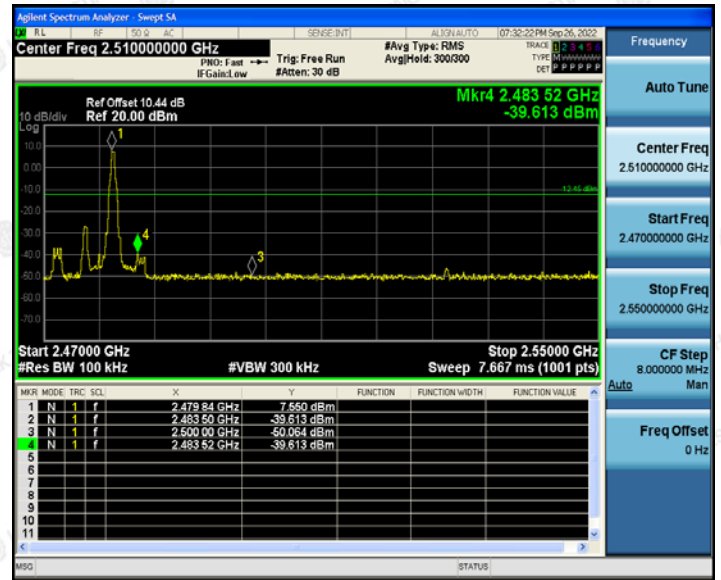 Agilent Spectrum Analyzer - Swept SA
RL RF 50 Ω AC SENSE:INT ALIGNAUTO 07:32:22 PM Sep 26, 2022
Center Freq 2.510000000 GHz
PNO: Fast
IFGain:Low
Trig: Free Run
#Atten: 30 dB
#Avg Type: RMS
Avg|Hold: 300/300
TRACE 1 2 3 4 5 6
TYPE M
DET P P P P P P
Ref Offset 10.44 dB
Ref 20.00 dBm
10 dB/div
Log
Mkr4 2.483 52 GHz
-39.613 dBm
10.0
0.00
-10.0
-20.0
-30.0
-40.0
-50.0
-60.0
-70.0
1
4
3
-12.45 dBm
Start 2.47000 GHz Stop 2.55000 GHz
#Res BW 100 kHz #VBW 300 kHz Sweep 7.667 ms (1001 pts)
MKR MODE TRC SCL X Y FUNCTION FUNCTION WIDTH FUNCTION VALUE
1 N 1 f 2.479 84 GHz 7.550 dBm
2 N 1 f 2.483 50 GHz -39.613 dBm
3 N 1 f 2.500 00 GHz -50.064 dBm
4 N 1 f 2.483 52 GHz -39.613 dBm
5
6
7
8
9
10
11
MSG STATUS
Frequency
Auto Tune
Center Freq
2.510000000 GHz
Start Freq
2.470000000 GHz
Stop Freq
2.550000000 GHz
CF Step
8.000000 MHz
Auto Man
Freq Offset
0 Hz